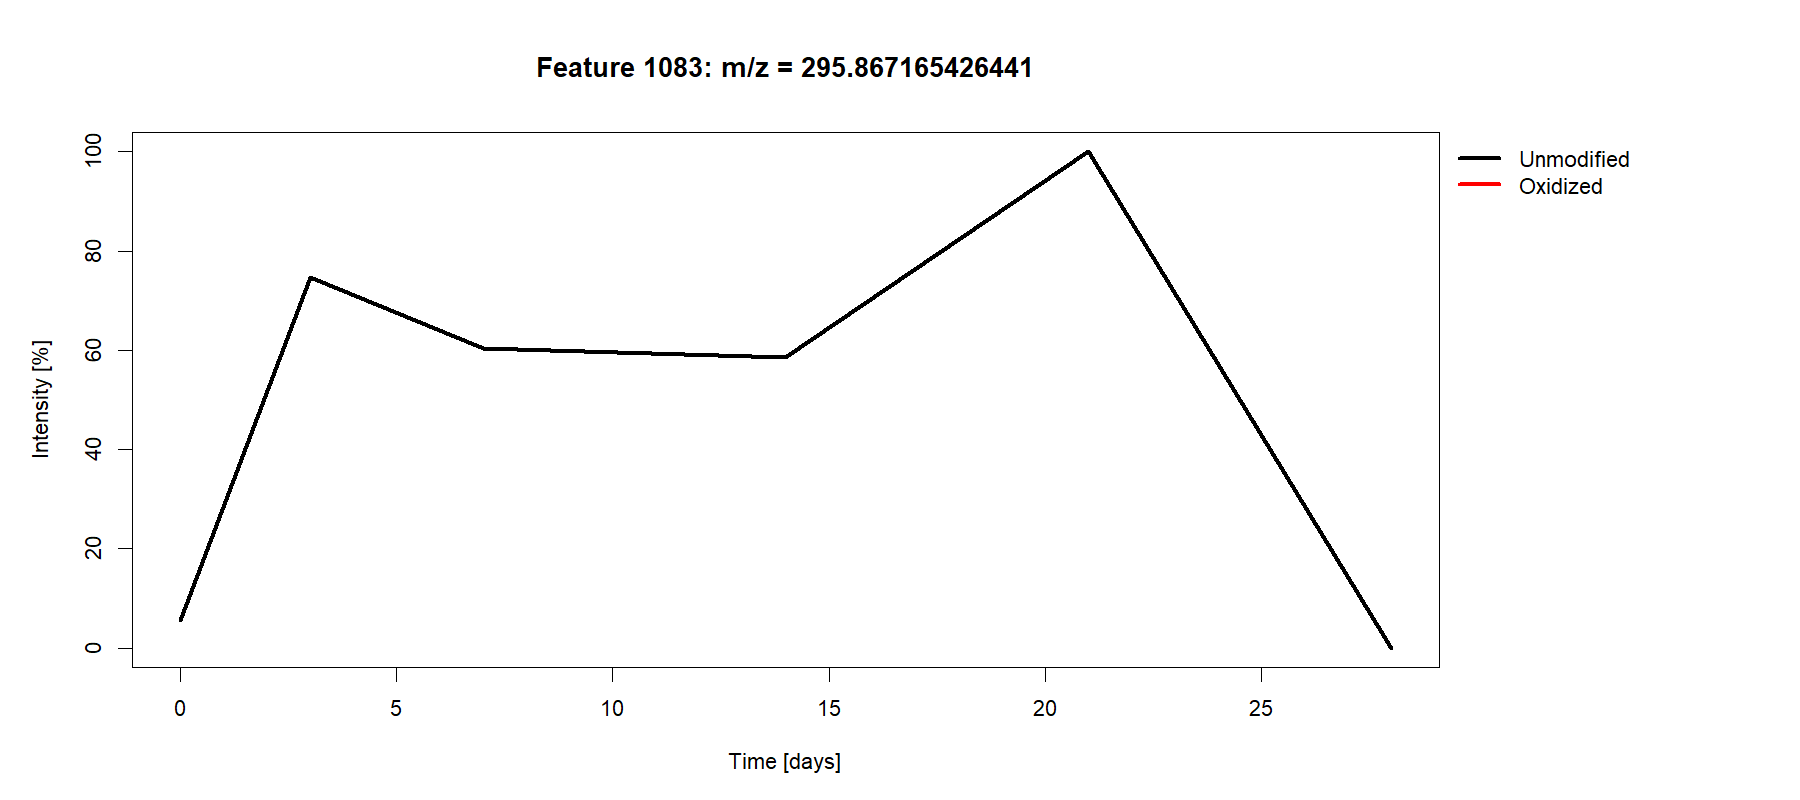 Feature 1083: m/z = 295.867165426441
Unmodified
Oxidized
Intensity [%]
100
80
60
40
20
0
0 5 10 15 20 25
Time [days]